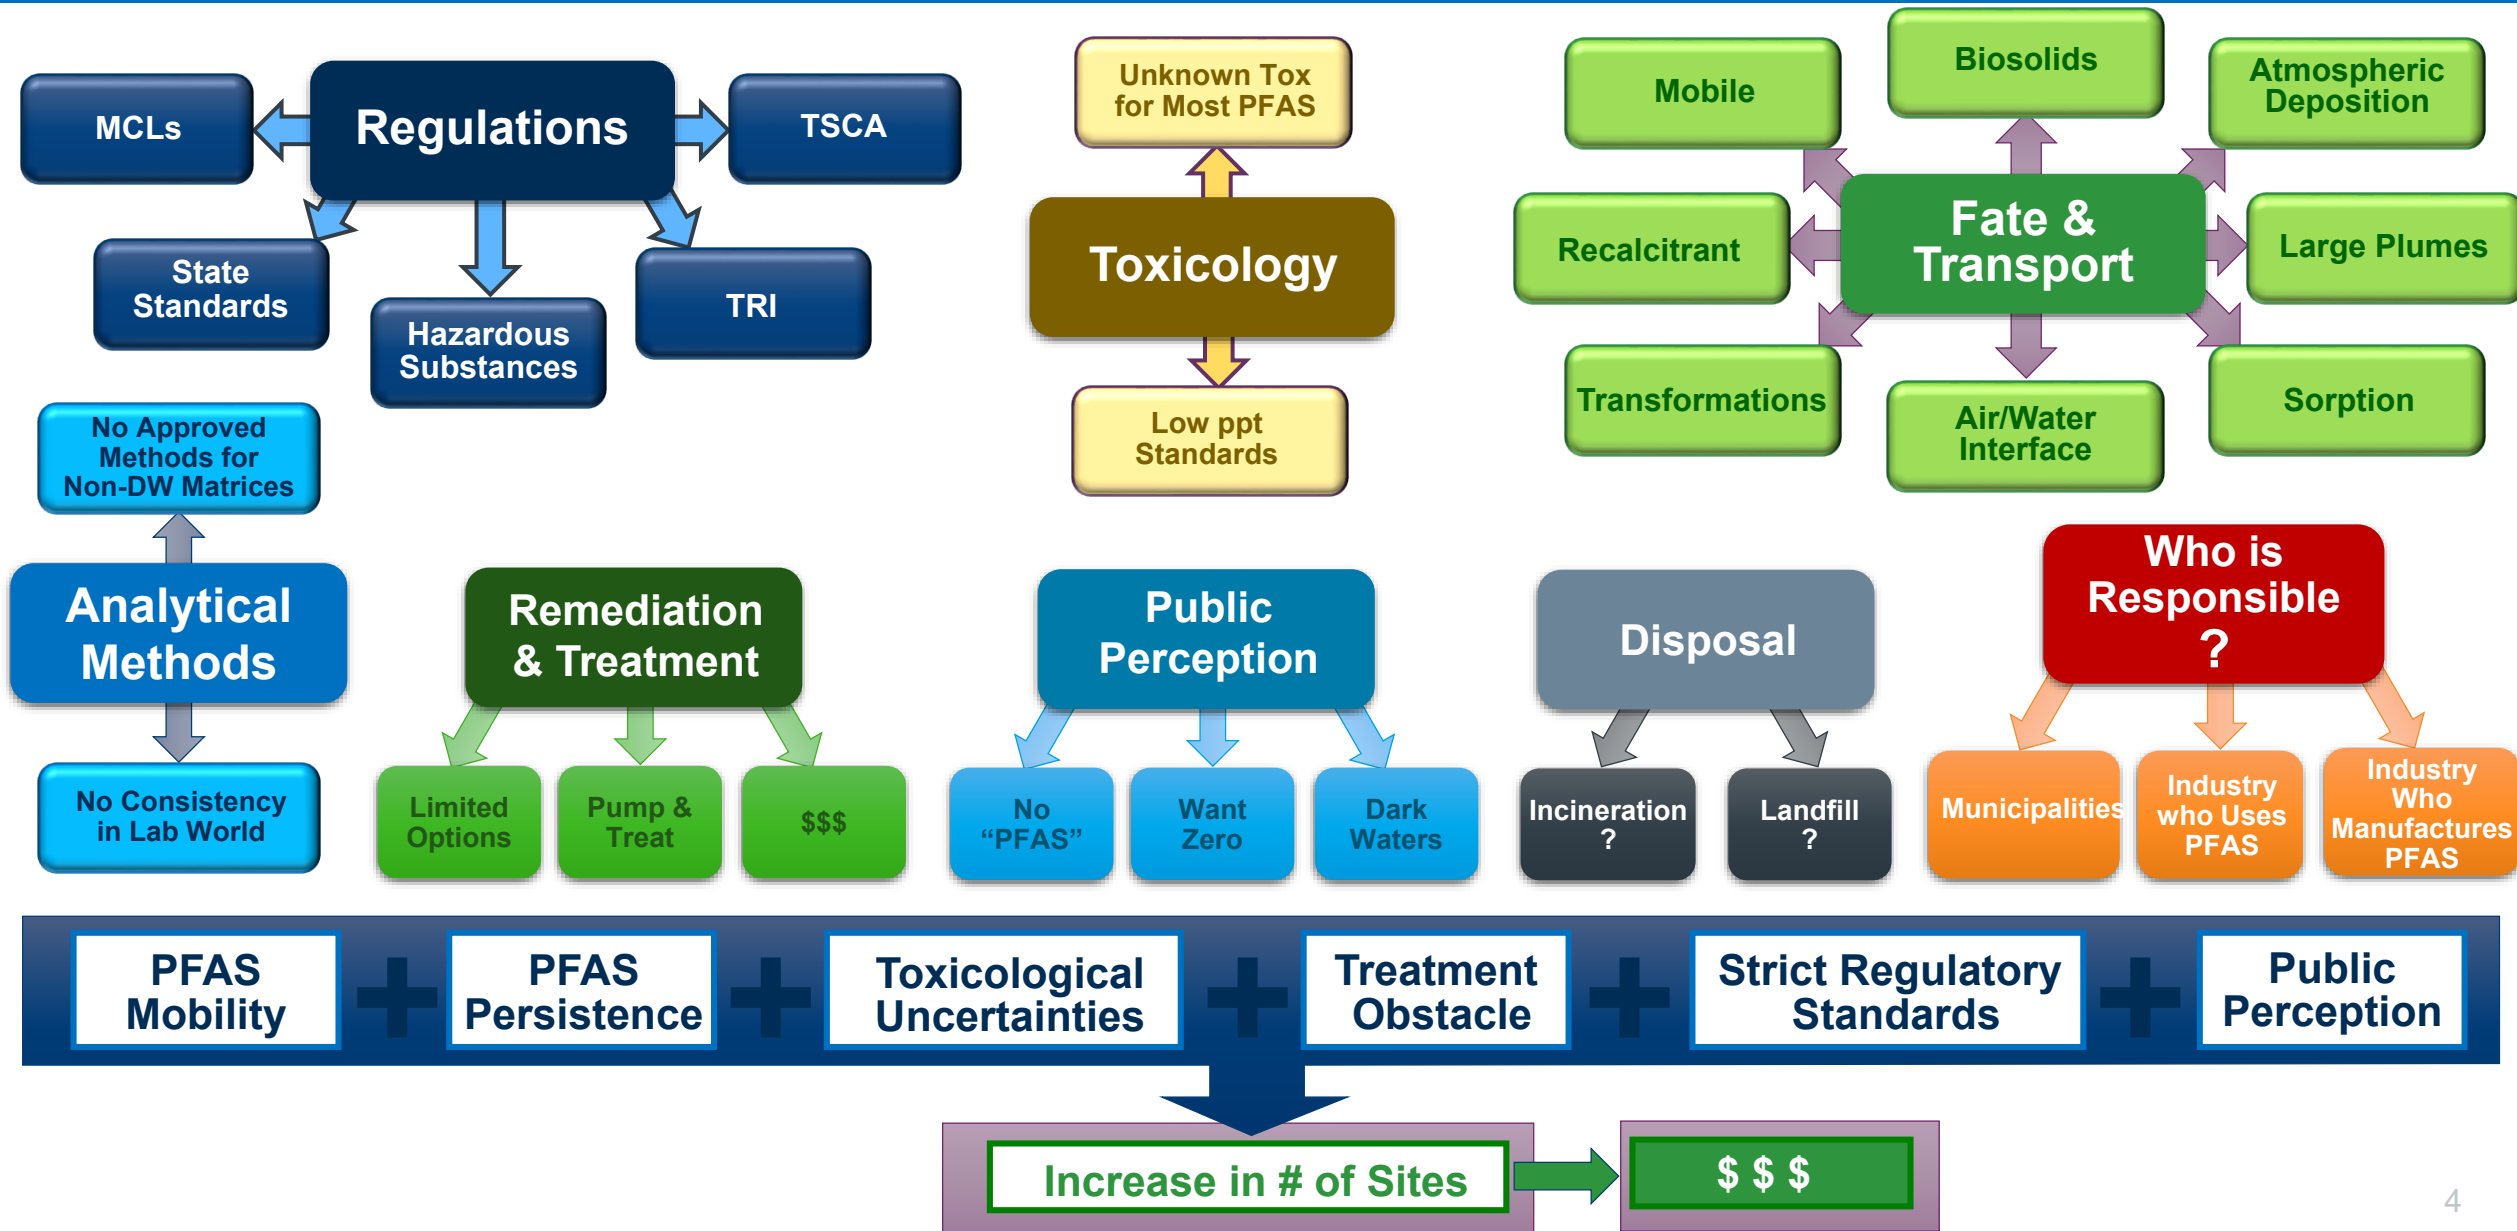 MCLs
Regulations
TSCA
State
Standards
Hazardous
Substances
TRI
Unknown Tox
for Most PFAS
Toxicology
Low ppt
Standards
Mobile
Biosolids
Atmospheric
Deposition
Recalcitrant
Fate &
Transport
Large Plumes
Transformations
Air/Water
Interface
Sorption
No Approved
Methods for
Non-DW Matrices
Analytical
Methods
No Consistency
in Lab World
Remediation
& Treatment
Limited
Options
Pump &
Treat
$$$
Public
Perception
No
“PFAS”
Want
Zero
Dark
Waters
Disposal
Incineration
?
Landfill
?
Who is
Responsible
?
Municipalities
Industry
who Uses
PFAS
Industry
Who
Manufactures
PFAS
PFAS
Mobility
+
PFAS
Persistence
+
Toxicological
Uncertainties
+
Treatment
Obstacle
+
Strict Regulatory
Standards
+
Public
Perception
Increase in # of Sites
$ $ $
4